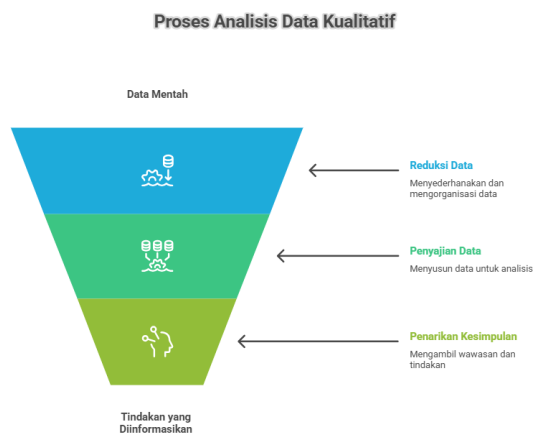 Proses Analisis Data Kualitatif
Data Mentah
Reduksi Data
Menyederhanakan dan
mengorganisasi data
Penyajian Data
Menyusun data untuk analisis
Penarikan Kesimpulan
Mengambil wawasan dan
tindakan
Tindakan yang
Diinformasikan